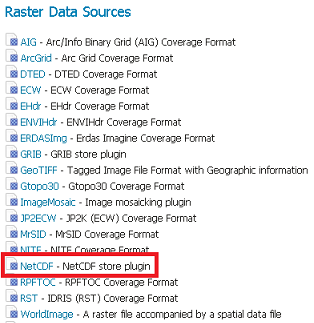 Raster Data Sources
AIG - Arc/Info Binary Grid (AIG) Coverage Format
ArcGrid - Arc Grid Coverage Format
DTED - DTED Coverage Format
ECW - ECW Coverage Format
EHdr - EHdr Coverage Format
ENVIHdr - ENVIHdr Coverage Format
ERDASImg - Erdas Imagine Coverage Format
GRIB - GRIB store plugin
GeoTIFF - Tagged Image File Format with Geographic information
Gtopo30 - Gtopo30 Coverage Format
ImageMosaic - Image mosaicking plugin
JP2ECW - JP2K (ECW) Coverage Format
MrSID - MrSID Coverage Format
NITF - NITF Coverage Format
NetCDF - NetCDF store plugin
RPFTOC - RPFTOC Coverage Format
RST - IDRIS (RST) Coverage Format
WorldImage - A raster file accompanied by a spatial data file